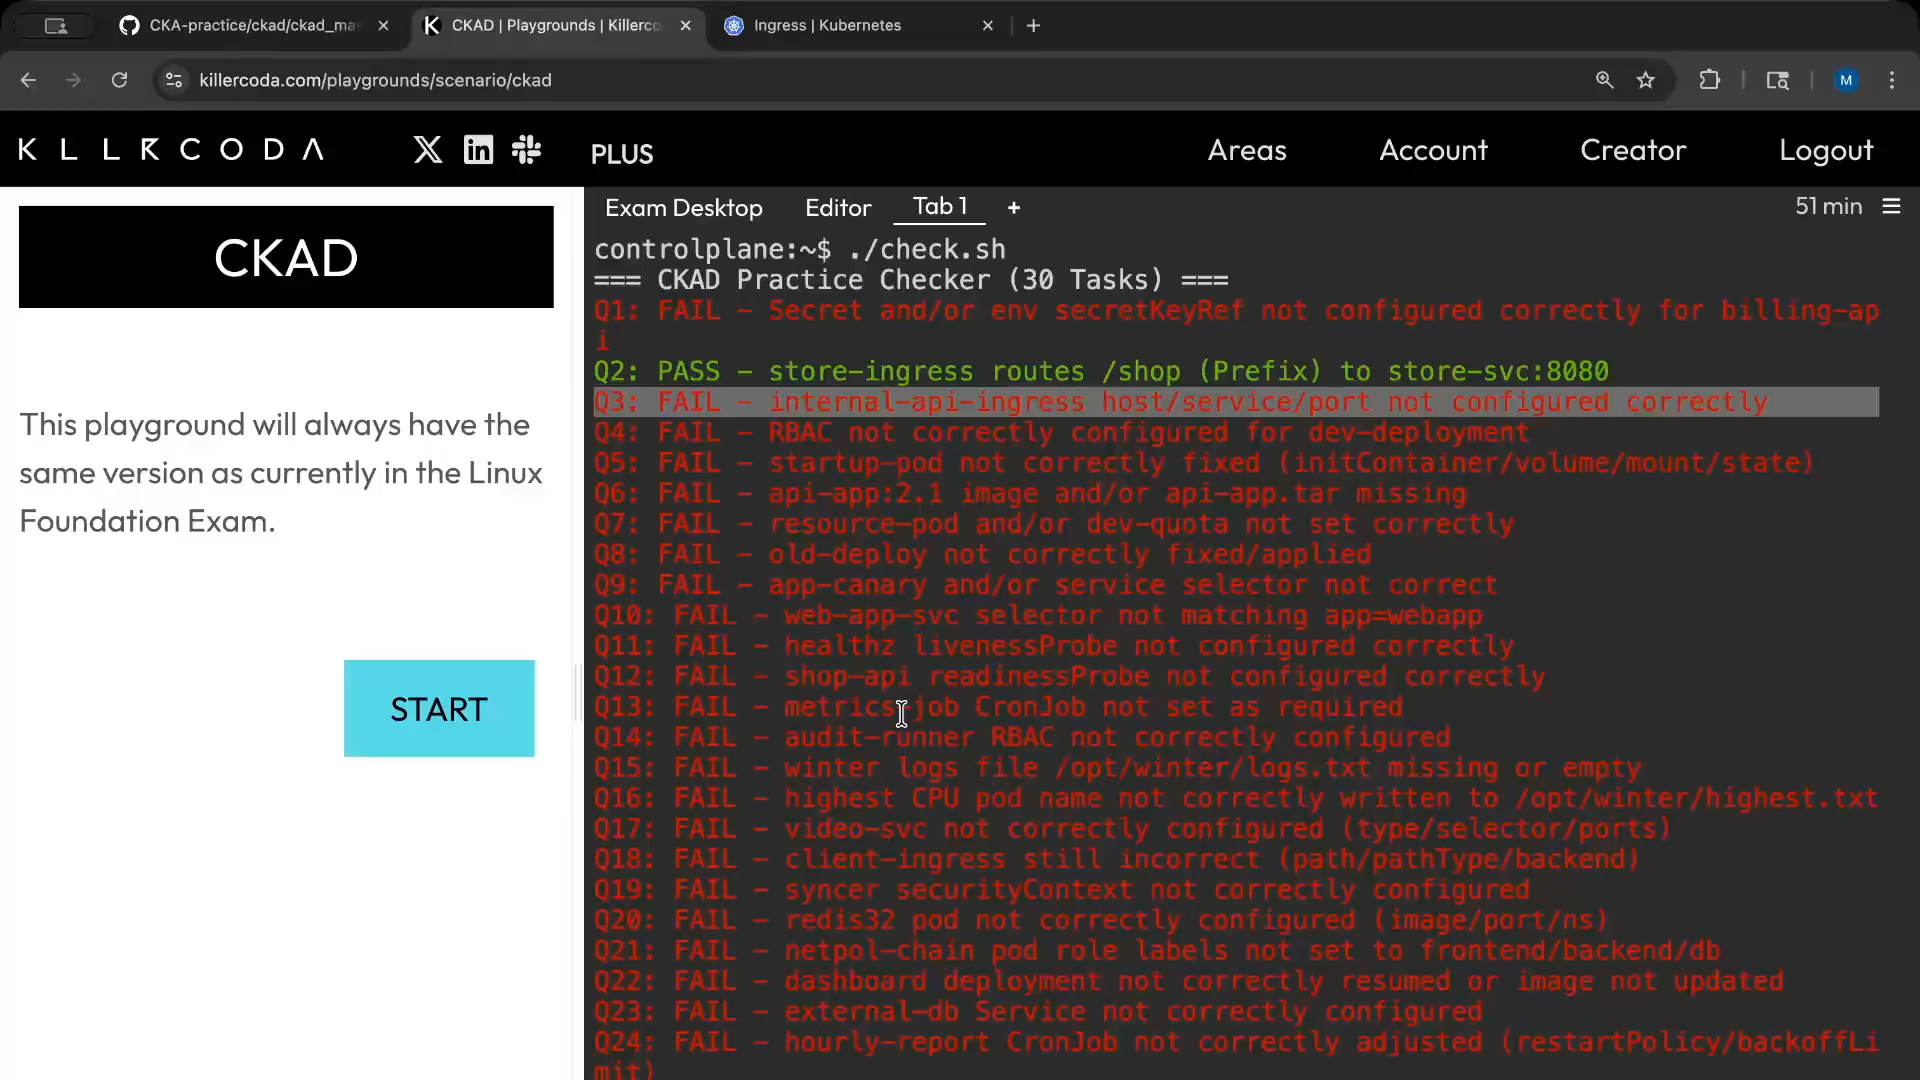 CKA-practice/ckad/ckad_ma
CKAD | Playgrounds | Killerco
Ingress | Kubernetes
killercoda.com/playgrounds/scenario/ckad
M
KLLRCODA
PLUS
Areas
Account
Creator
Logout
CKAD
This playground will always have the
same version as currently in the Linux
Foundation Exam.
START
Exam Desktop
Editor
Tab 1
+
51 min
controlplane:~$ ./check.sh
=== CKAD Practice Checker (30 Tasks) ===
Q1: FAIL – Secret and/or env secretKeyRef not configured correctly for billing-ap
i
Q2: PASS – store-ingress routes /shop (Prefix) to store-svc:8080
Q3: FAIL – internal-api-ingress host/service/port not configured correctly
Q4: FAIL – RBAC not correctly configured for dev-deployment
Q5: FAIL – startup-pod not correctly fixed (initContainer/volume/mount/state)
Q6: FAIL – api-app:2.1 image and/or api-app.tar missing
Q7: FAIL – resource-pod and/or dev-quota not set correctly
Q8: FAIL – old-deploy not correctly fixed/applied
Q9: FAIL – app-canary and/or service selector not correct
Q10: FAIL – web-app-svc selector not matching app=webapp
Q11: FAIL – healthz livenessProbe not configured correctly
Q12: FAIL – shop-api readinessProbe not configured correctly
Q13: FAIL – metrics-job CronJob not set as required
Q14: FAIL – audit-runner RBAC not correctly configured
Q15: FAIL – winter logs file /opt/winter/logs.txt missing or empty
Q16: FAIL – highest CPU pod name not correctly written to /opt/winter/highest.txt
Q17: FAIL – video-svc not correctly configured (type/selector/ports)
Q18: FAIL – client-ingress still incorrect (path/pathType/backend)
Q19: FAIL – syncer securityContext not correctly configured
Q20: FAIL – redis32 pod not correctly configured (image/port/ns)
Q21: FAIL – netpol-chain pod role labels not set to frontend/backend/db
Q22: FAIL – dashboard deployment not correctly resumed or image not updated
Q23: FAIL – external-db Service not correctly configured
Q24: FAIL – hourly-report CronJob not correctly adjusted (restartPolicy/backoffLi
mit)